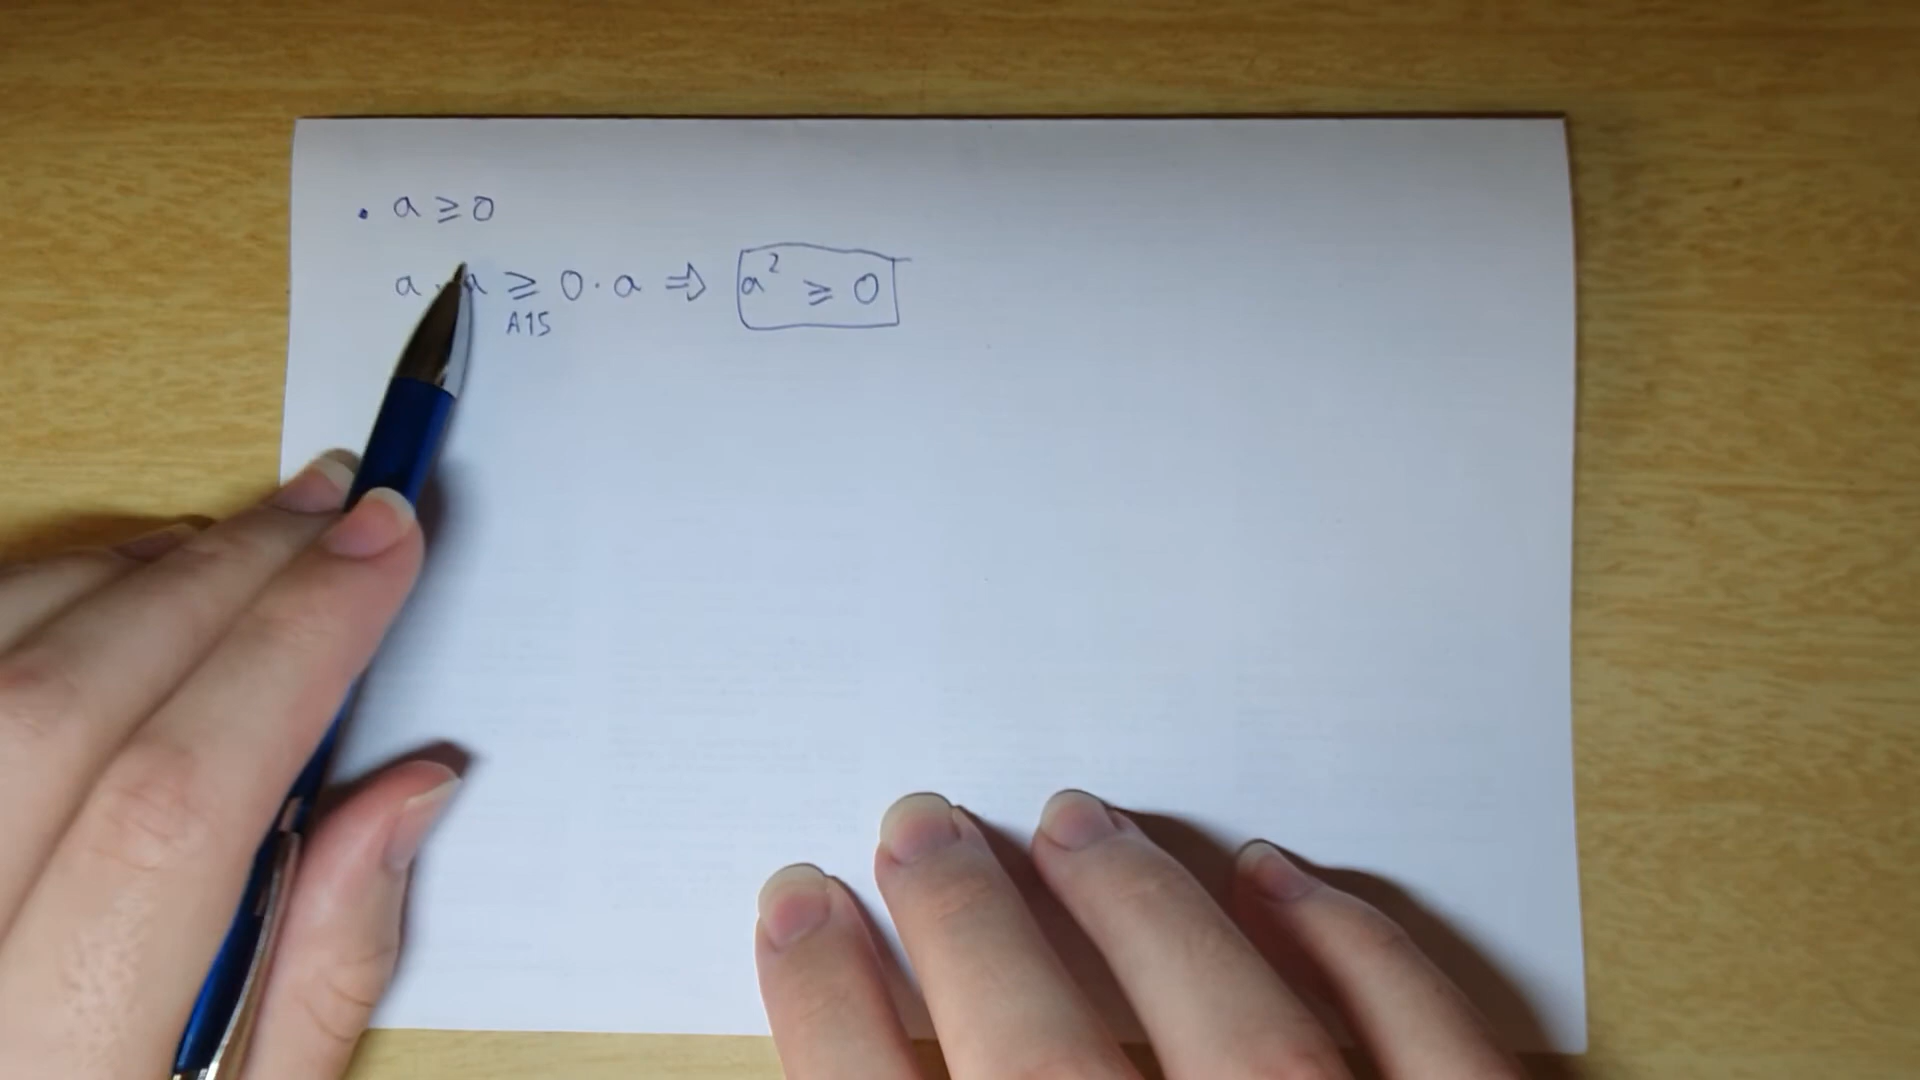 • a ≥ 0
a · a ≥ 0 · a ⇒ a² ≥ 0
A15